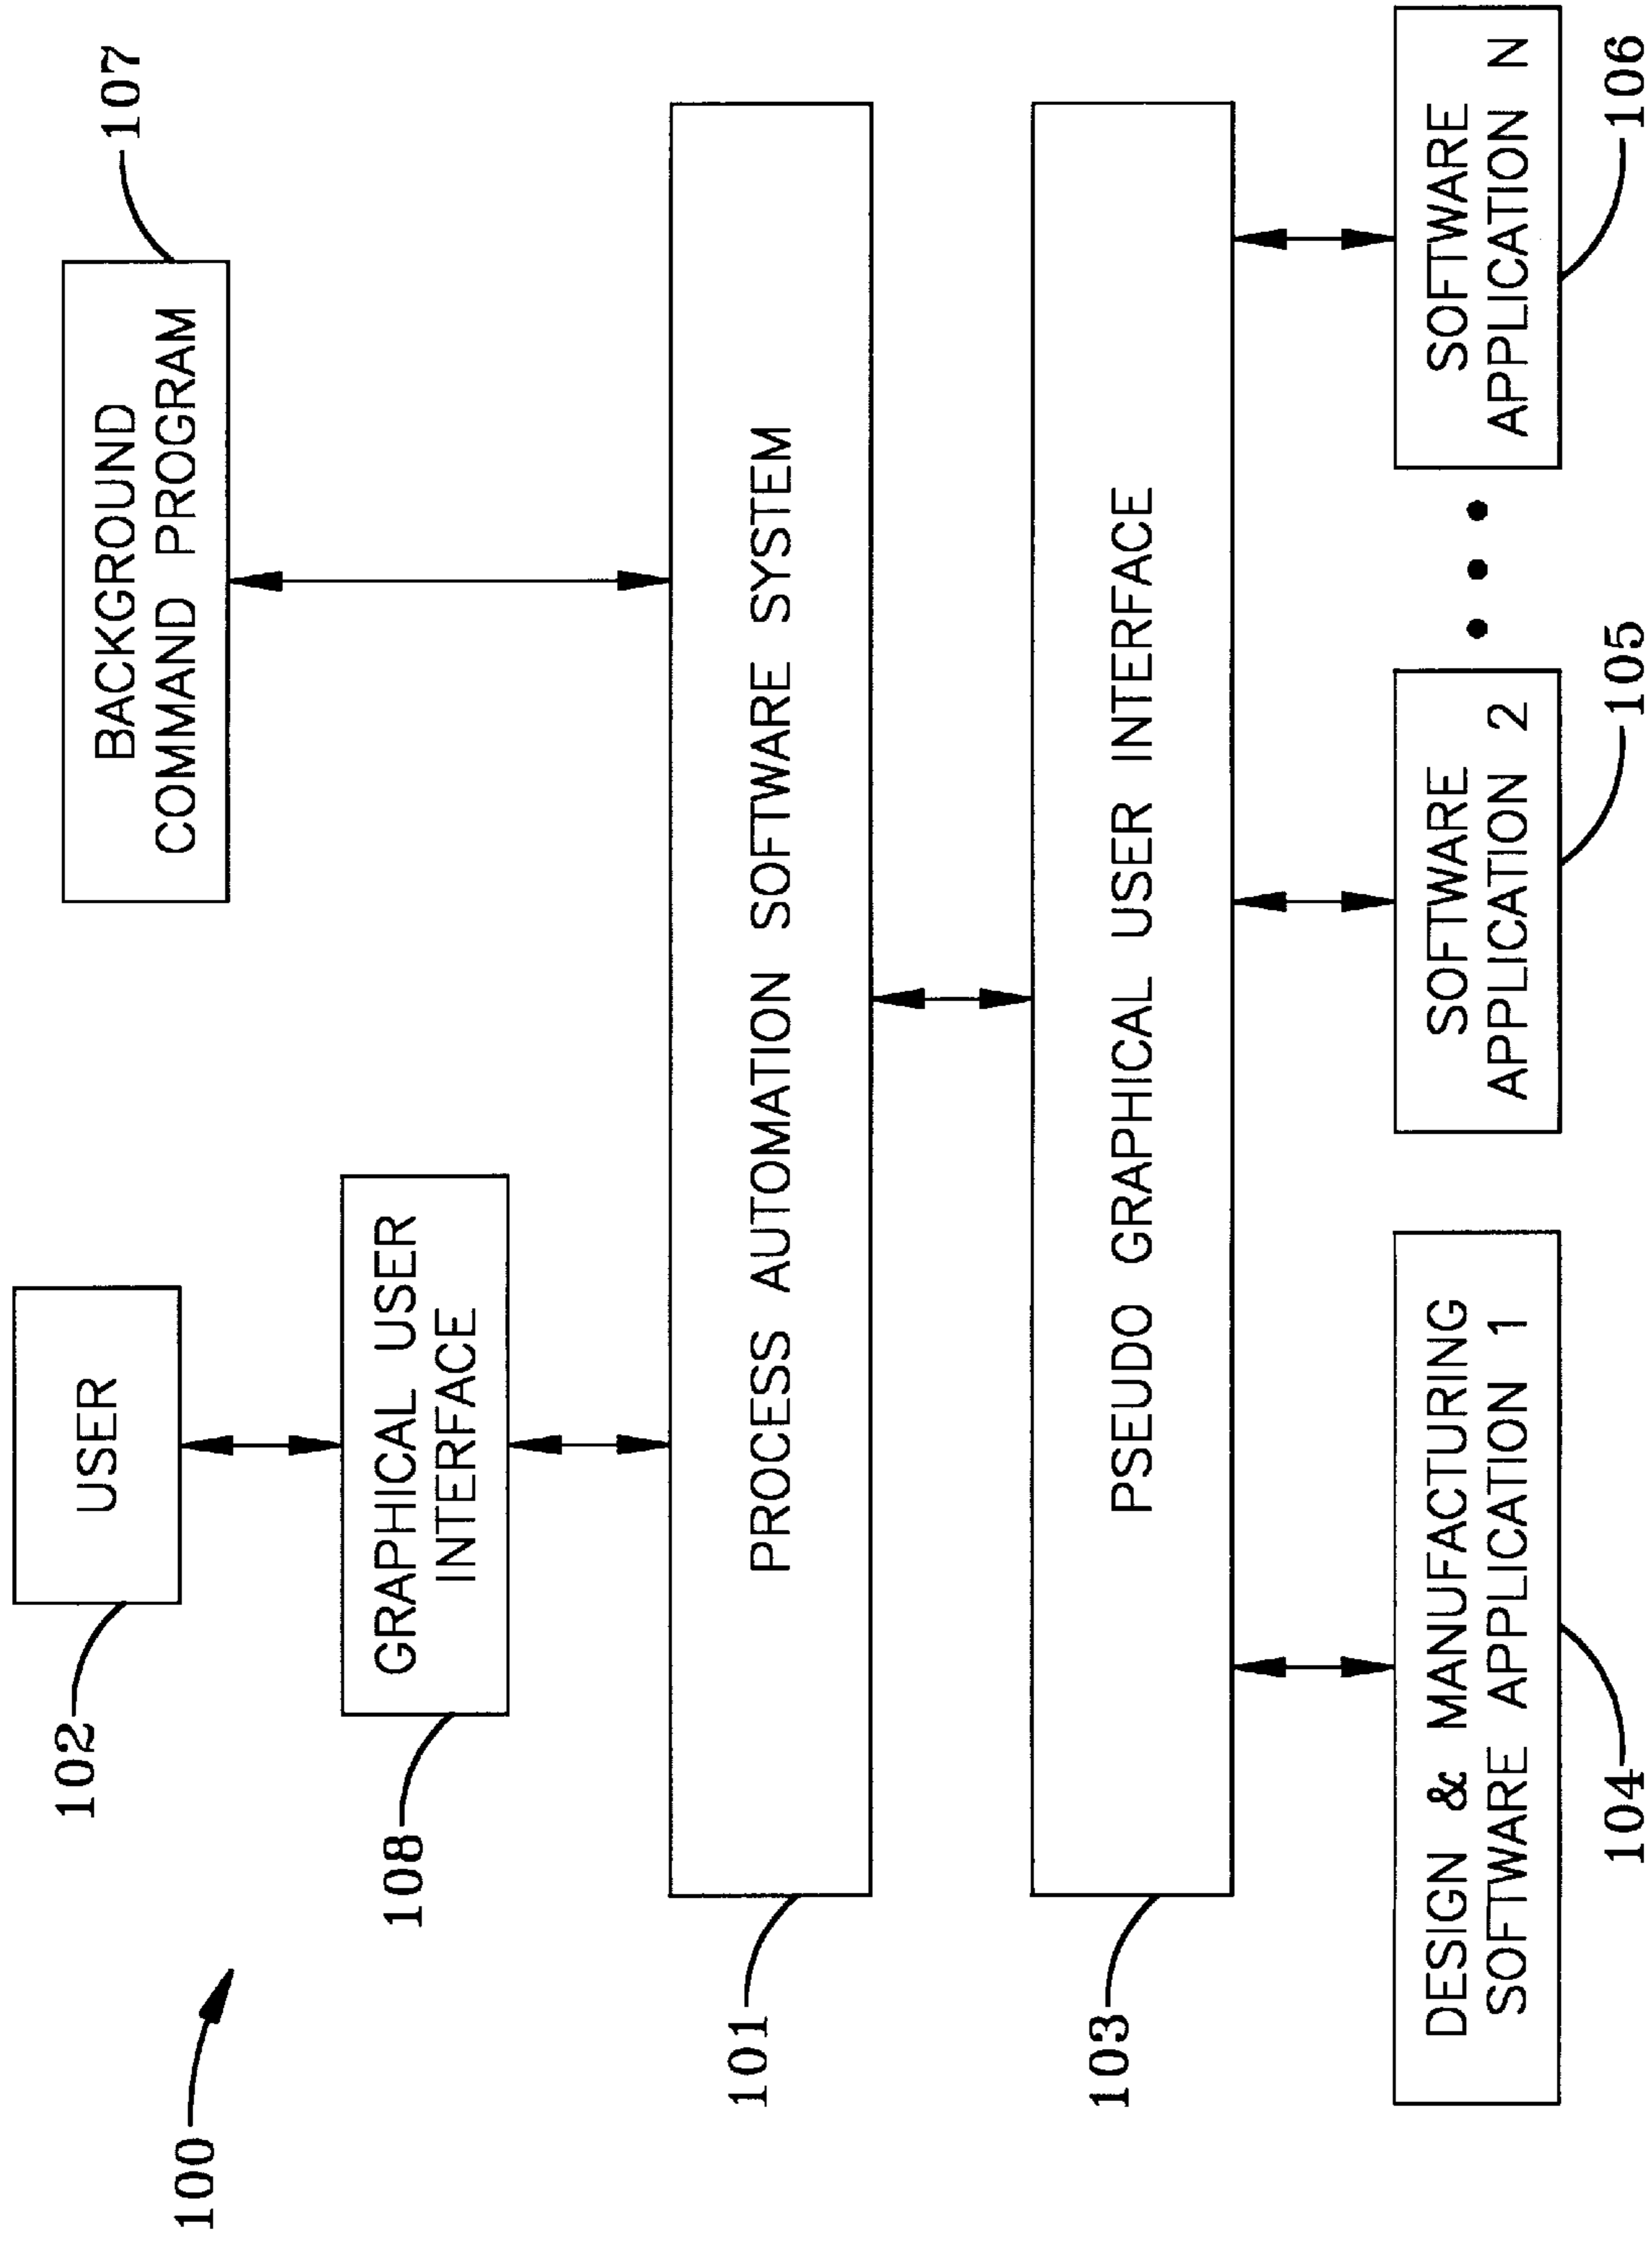 100
102
USER
108
GRAPHICAL USER
INTERFACE
BACKGROUND
COMMAND PROGRAM
107
101
PROCESS AUTOMATION SOFTWARE SYSTEM
103
PSEUDO GRAPHICAL USER INTERFACE
DESIGN & MANUFACTURING
SOFTWARE APPLICATION 1
104
SOFTWARE
APPLICATION 2
105
SOFTWARE
APPLICATION N
106